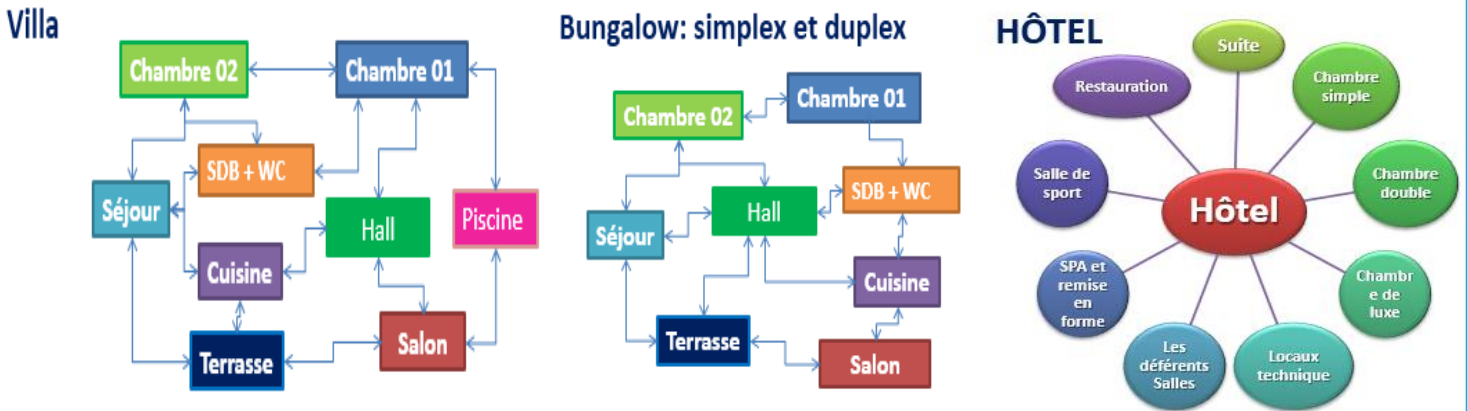 Villa
Chambre 02
Chambre 01
SDB + WC
Séjour
Hall
Piscine
Cuisine
Terrasse
Salon
Bungalow: simplex et duplex
Chambre 01
Chambre 02
SDB + WC
Hall
Séjour
Cuisine
Terrasse
Salon
HÔTEL
Suite
Chambre
simple
Restauration
Salle de
sport
Chambre
double
Hôtel
SPA et
remise
en
forme
Chambr
e de
luxe
Les
déférents
Salles
Locaux
technique